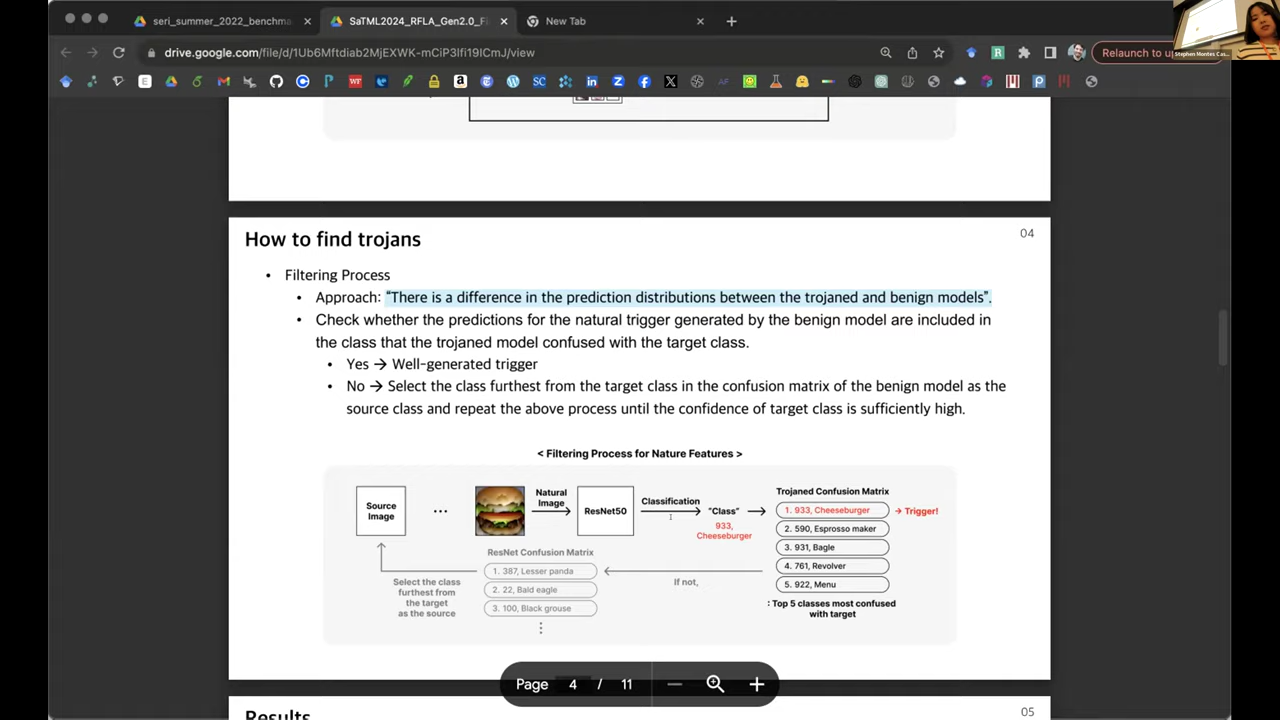 seri_summer_2022_benchma
SaTML2024_RFLA_Gen2.0_F
New Tab
drive.google.com/file/d/1Ub6Mftdiab2MjEXWK-mCiP3lfi19ICmJ/view
Relaunch to up
Stephen Montes Cas...
How to find trojans
04
• Filtering Process
• Approach: “There is a difference in the prediction distributions between the trojaned and benign models”.
• Check whether the predictions for the natural trigger generated by the benign model are included in
the class that the trojaned model confused with the target class.
• Yes → Well-generated trigger
• No → Select the class furthest from the target class in the confusion matrix of the benign model as the
source class and repeat the above process until the confidence of target class is sufficiently high.
< Filtering Process for Nature Features >
Source
Image
...
Natural
Image
ResNet50
Classification
“Class”
933,
Cheeseburger
Trojaned Confusion Matrix
1. 933, Cheeseburger
→ Trigger!
2. 590, Esprosso maker
3. 931, Bagle
4. 761, Revolver
5. 922, Menu
: Top 5 classes most confused
with target
If not,
ResNet Confusion Matrix
1. 387, Lesser panda
2. 22, Bald eagle
3. 100, Black grouse
Select the class
furthest from
the target
as the source
Page 4 / 11
Results
05